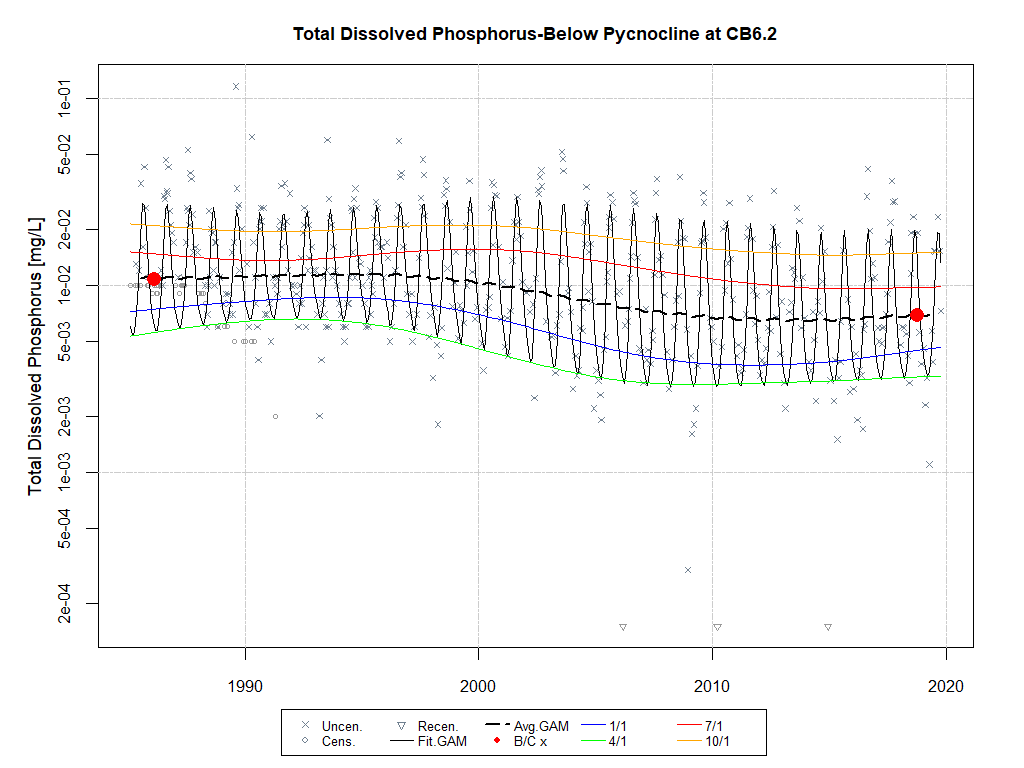 Total Dissolved Phosphorus-Below Pycnocline at CB6.2
Total Dissolved Phosphorus [mg/L]
1e-01
5e-02
2e-02
1e-02
5e-03
2e-03
1e-03
5e-04
2e-04
1990 2000 2010 2020
Uncen. Recen. Avg.GAM 1/1 7/1
Cens. Fit.GAM B/C x 4/1 10/1